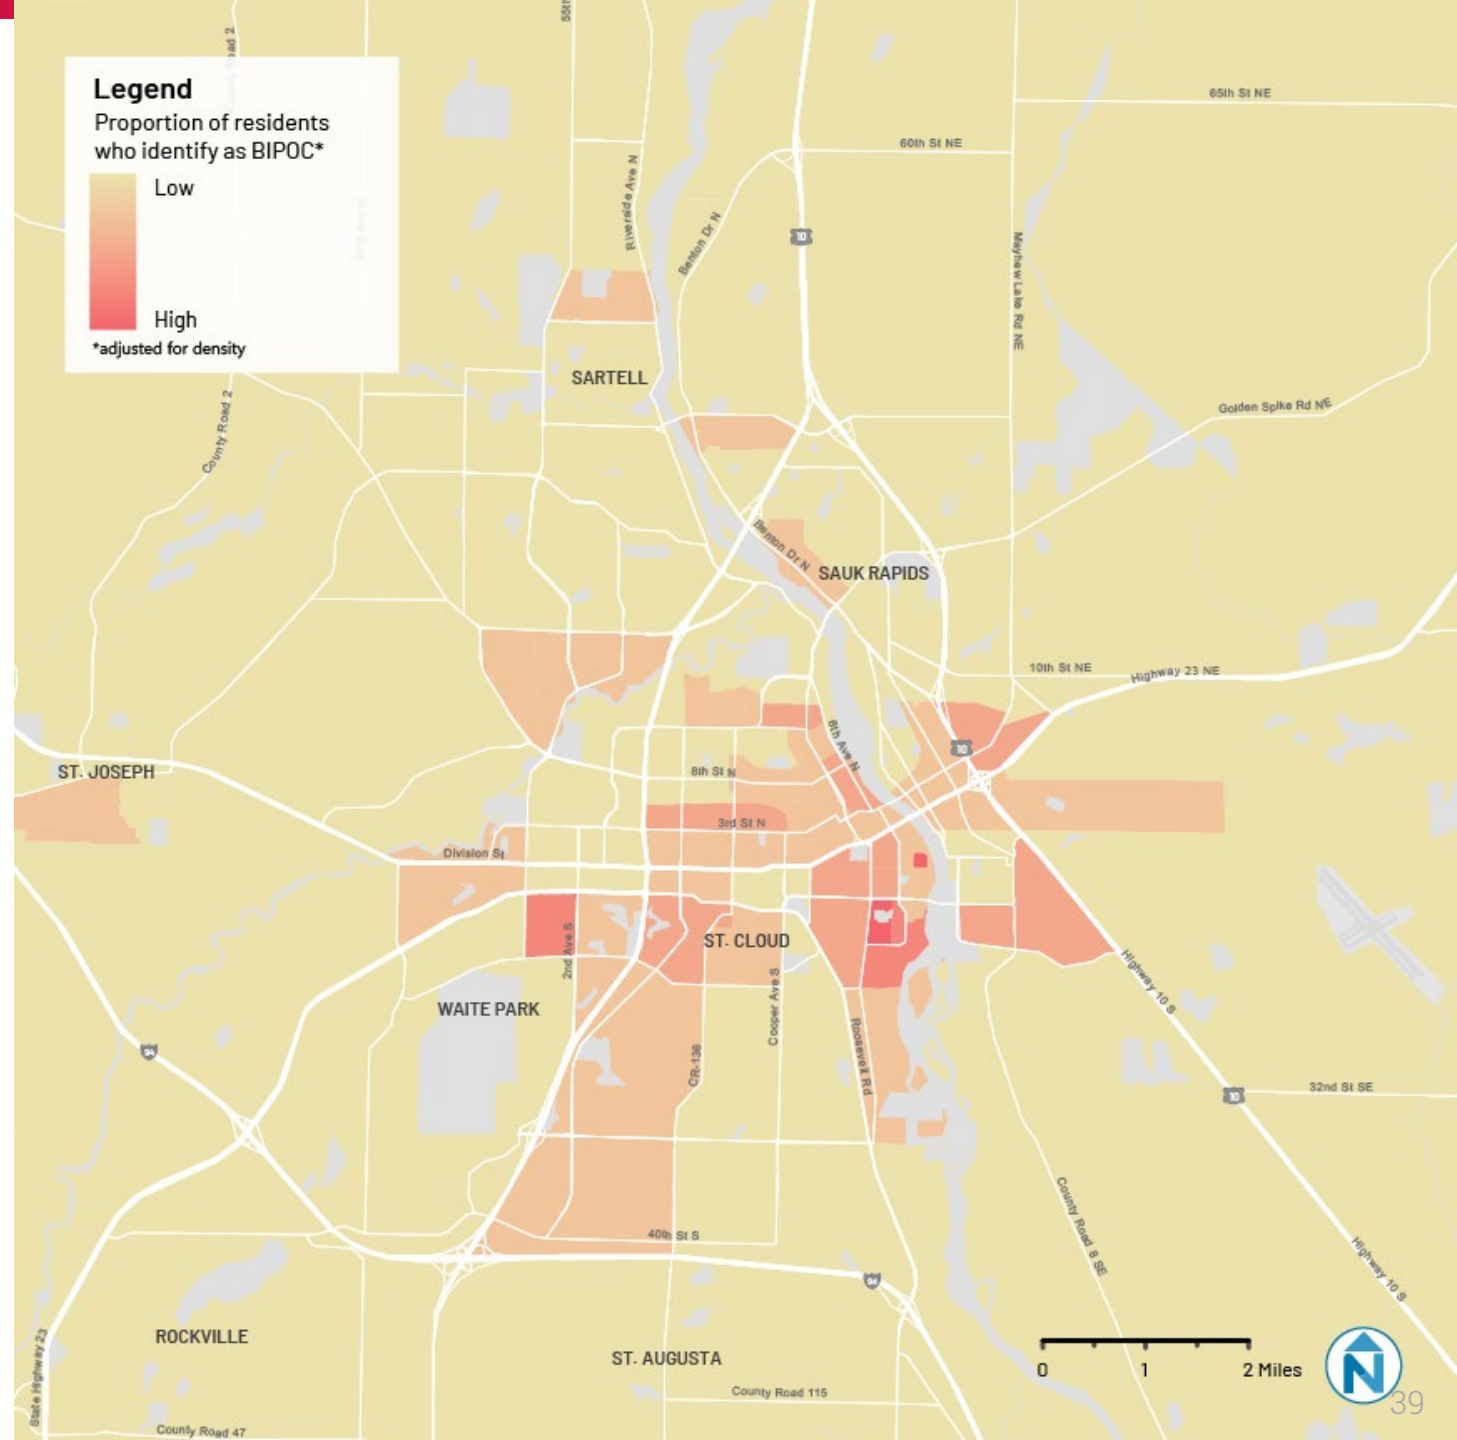 55th
Legend
Proportion of residents
who identify as BIPOC*
Low
High
*adjusted for density
65th St NE
60th St NE
Riverside Ave N
Benton Dr N
10
Mayhew Lake Rd NE
SARTELL
County Road 2
Golden Spike Rd NE
Benton Dr N
SAUK RAPIDS
10th St NE
Highway 23 NE
6th Ave N
10
ST. JOSEPH
8th St N
3rd St N
Division St
2nd Ave S
ST. CLOUD
WAITE PARK
Cooper Ave S
Highway 10 S
94
CR-136
Roosevelt Rd
10
32nd St SE
County Road 8 SE
40th St S
94
Highway 10 S
ROCKVILLE
ST. AUGUSTA
State Highway 23
0 1 2 Miles
N
County Road 115
39
County Road 47